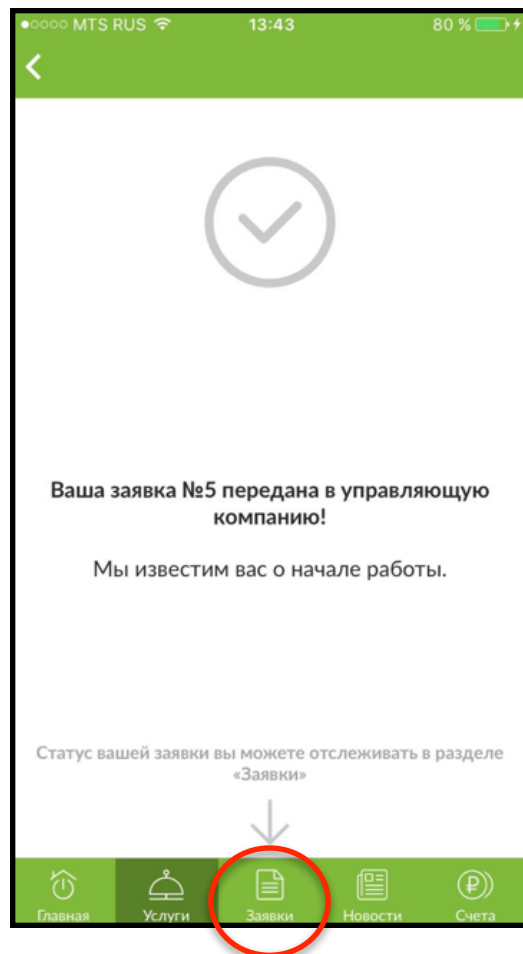 MTS RUS 13:43 80 %
Ваша заявка №5 передана в управляющую
компанию!
Мы известим вас о начале работы.
Статус вашей заявки вы можете отслеживать в разделе
«Заявки»
Главная Услуги Заявки Новости Счета